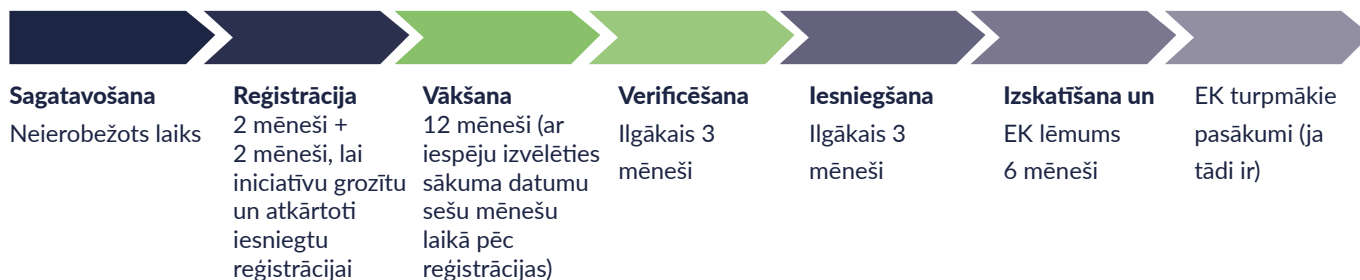 Sagatavošana
Neierobežots laiks
Reģistrācija
2 mēneši +
2 mēneši, lai
iniciatīvu grozītu
un atkārtoti
iesniegtu
reģistrācijai
Vākšana
12 mēneši (ar
iespēju izvēlēties
sākuma datumu
sešu mēnešu
laikā pēc
reģistrācijas)
Verificēšana
Ilgākais 3
mēneši
Iesniegšana
Ilgākais 3
mēneši
Izskatīšana un
EK lēmums
6 mēneši
EK turpmākie
pasākumi (ja
tādi ir)